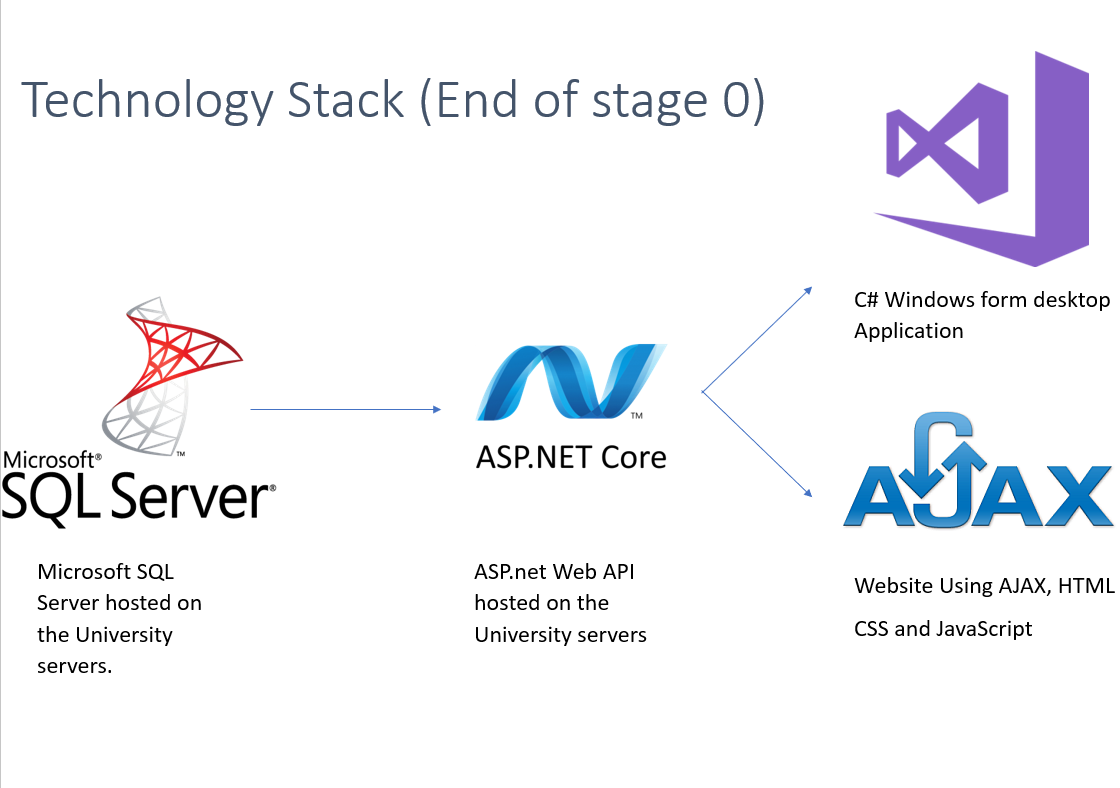 Technology Stack (End of stage 0)
C# Windows form desktop
Application
Microsoft®
SQL Server®
™
™
ASP.NET Core
AJAX
Microsoft SQL
Server hosted on
the University
servers.
ASP.net Web API
hosted on the
University servers
Website Using AJAX, HTML
CSS and JavaScript